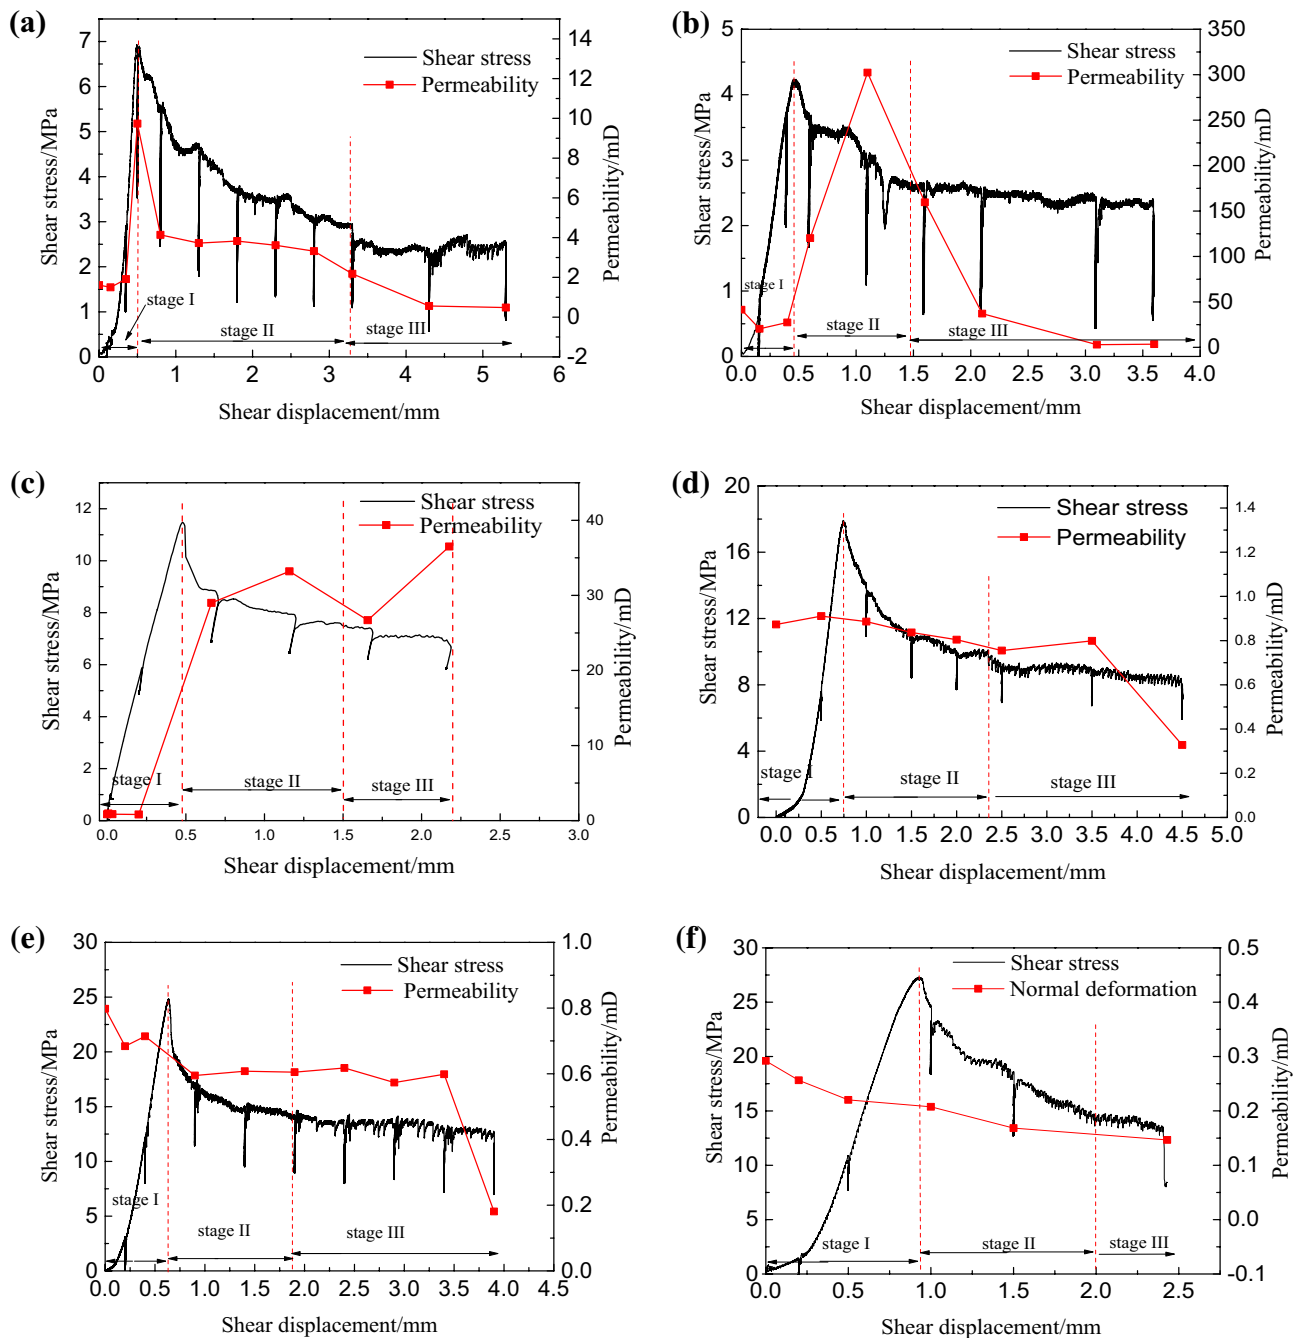 (a)
Shear stress
Permeability
Shear stress/MPa
7
6
5
4
3
2
1
0
14
12
10
8
6
4
2
0
-2
Permeability/mD
stage I
stage II
stage III
0 1 2 3 4 5 6
Shear displacement/mm
(b)
Shear stress
Permeability
Shear stress/MPa
5
4
3
2
1
0
350
300
250
200
150
100
50
0
Permeability/mD
stage I
stage II
stage III
0.0 0.5 1.0 1.5 2.0 2.5 3.0 3.5 4.0
Shear displacement/mm
(c)
Shear stress
Permeability
Shear stress/MPa
12
10
8
6
4
2
0
40
30
20
10
0
Permeability/mD
stage I
stage II
stage III
0.0 0.5 1.0 1.5 2.0 2.5 3.0
Shear displacement/mm
(d)
Shear stress
Permeability
Shear stress/MPa
20
16
12
8
4
0
1.4
1.2
1.0
0.8
0.6
0.4
0.2
0.0
Permeability/mD
stage I
stage II
stage III
0.0 0.5 1.0 1.5 2.0 2.5 3.0 3.5 4.0 4.5 5.0
Shear displacement/mm
(e)
Shear stress
Permeability
Shear stress/MPa
30
25
20
15
10
5
0
1.0
0.8
0.6
0.4
0.2
0.0
Permeability/mD
stage I
stage II
stage III
0.0 0.5 1.0 1.5 2.0 2.5 3.0 3.5 4.0 4.5
Shear displacement/mm
(f)
Shear stress
Normal deformation
Shear stress/MPa
30
25
20
15
10
5
0
0.5
0.4
0.3
0.2
0.1
0.0
-0.1
Permeability/mD
stage I
stage II
stage III
0.0 0.5 1.0 1.5 2.0 2.5
Shear displacement/mm